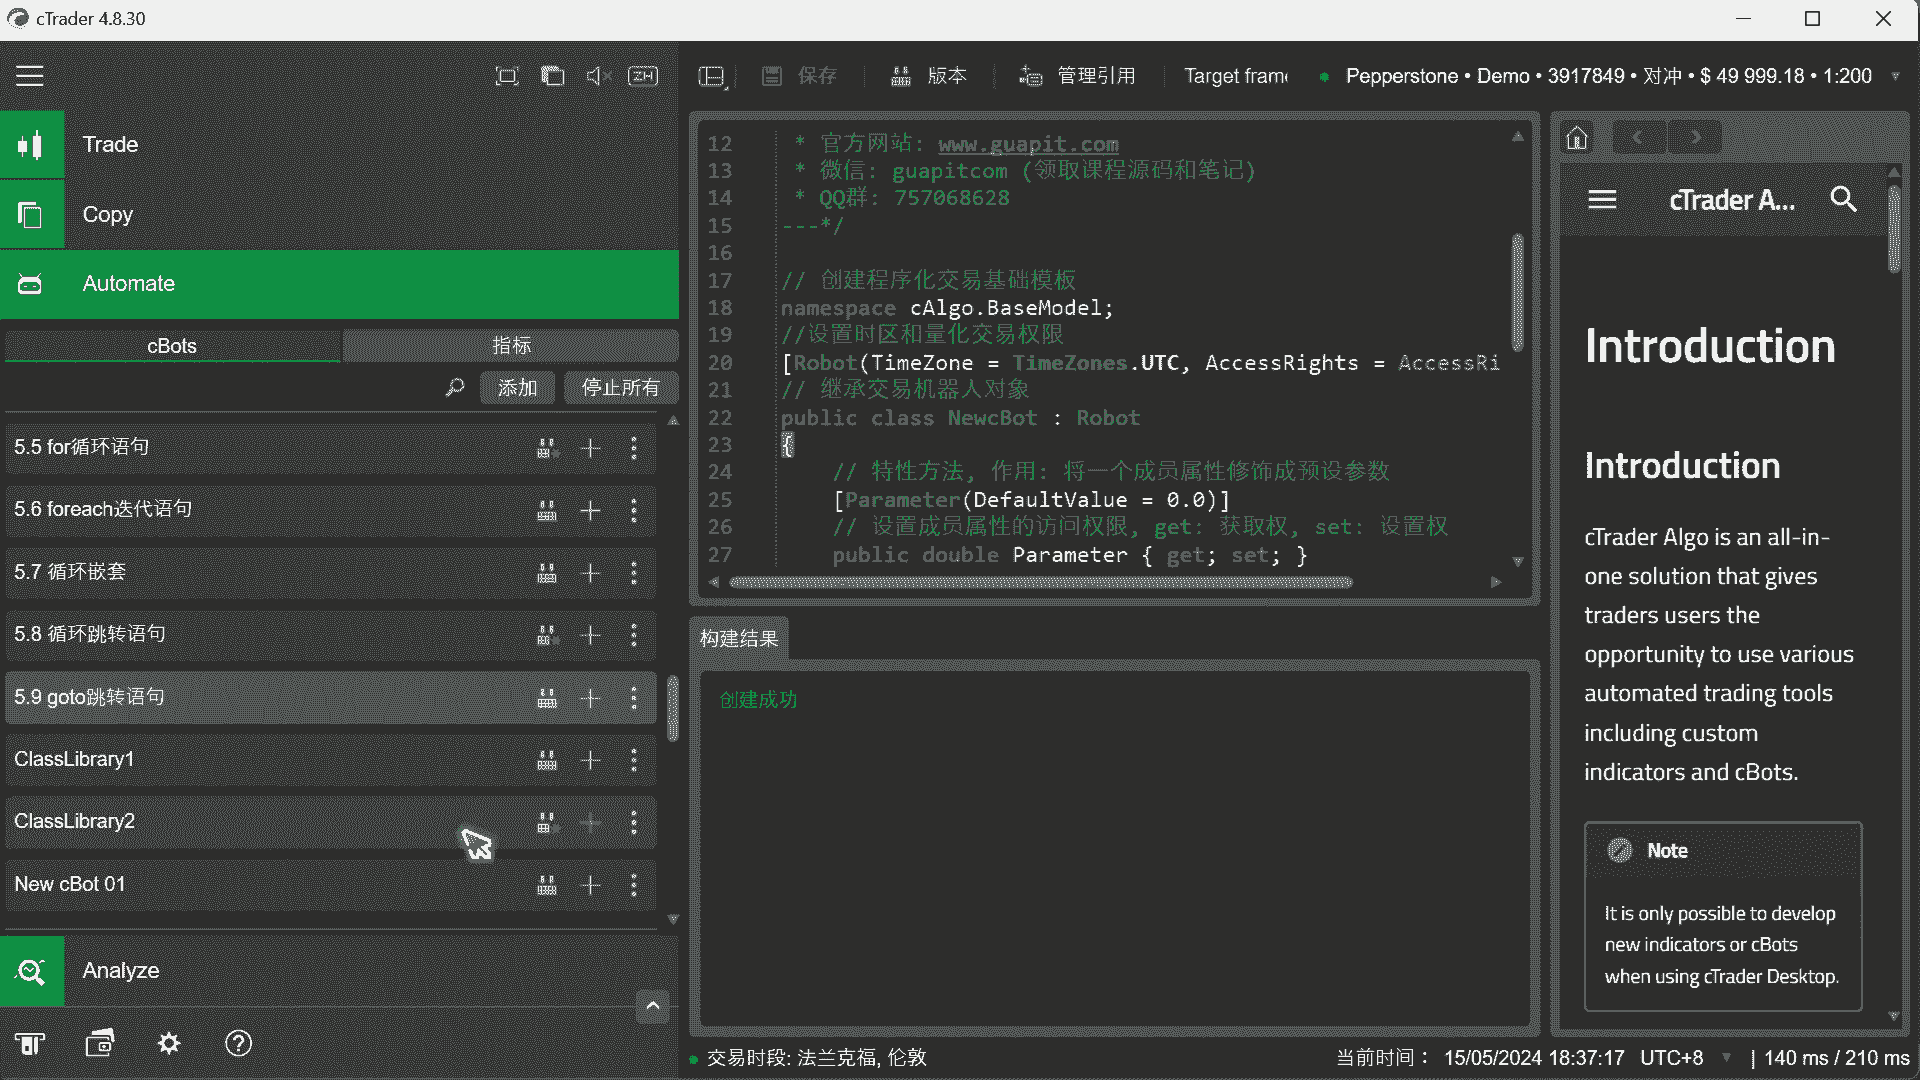 cTrader 4.8.30
ZH
保存
版本
管理引用
Target frame
Pepperstone • Demo • 3917849 • 对冲 • $ 49 999.18 • 1:200
Trade
Copy
Automate
cBots
指标
添加
停止所有
5.5 for循环语句
5.6 foreach迭代语句
5.7 循环嵌套
5.8 循环跳转语句
5.9 goto跳转语句
ClassLibrary1
ClassLibrary2
New cBot 01
Analyze
12 * 官方网站: www.guapit.com
13 * 微信: guapitcom (领取课程源码和笔记)
14 * QQ群: 757068628
15 ---*/
16
17 // 创建程序化交易基础模板
18 namespace cAlgo.BaseModel;
19 //设置时区和量化交易权限
20 [Robot(TimeZone = TimeZones.UTC, AccessRights = AccessRi
21 // 继承交易机器人对象
22 public class NewcBot : Robot
23 {
24 // 特性方法, 作用: 将一个成员属性修饰成预设参数
25 [Parameter(DefaultValue = 0.0)]
26 // 设置成员属性的访问权限, get: 获取权, set: 设置权
27 public double Parameter { get; set; }
构建结果
创建成功
cTrader A...
Introduction
Introduction
cTrader Algo is an all-in-
one solution that gives
traders users the
opportunity to use various
automated trading tools
including custom
indicators and cBots.
Note
It is only possible to develop
new indicators or cBots
when using cTrader Desktop.
交易时段: 法兰克福, 伦敦
当前时间： 15/05/2024 18:37:17 UTC+8 | 140 ms / 210 ms